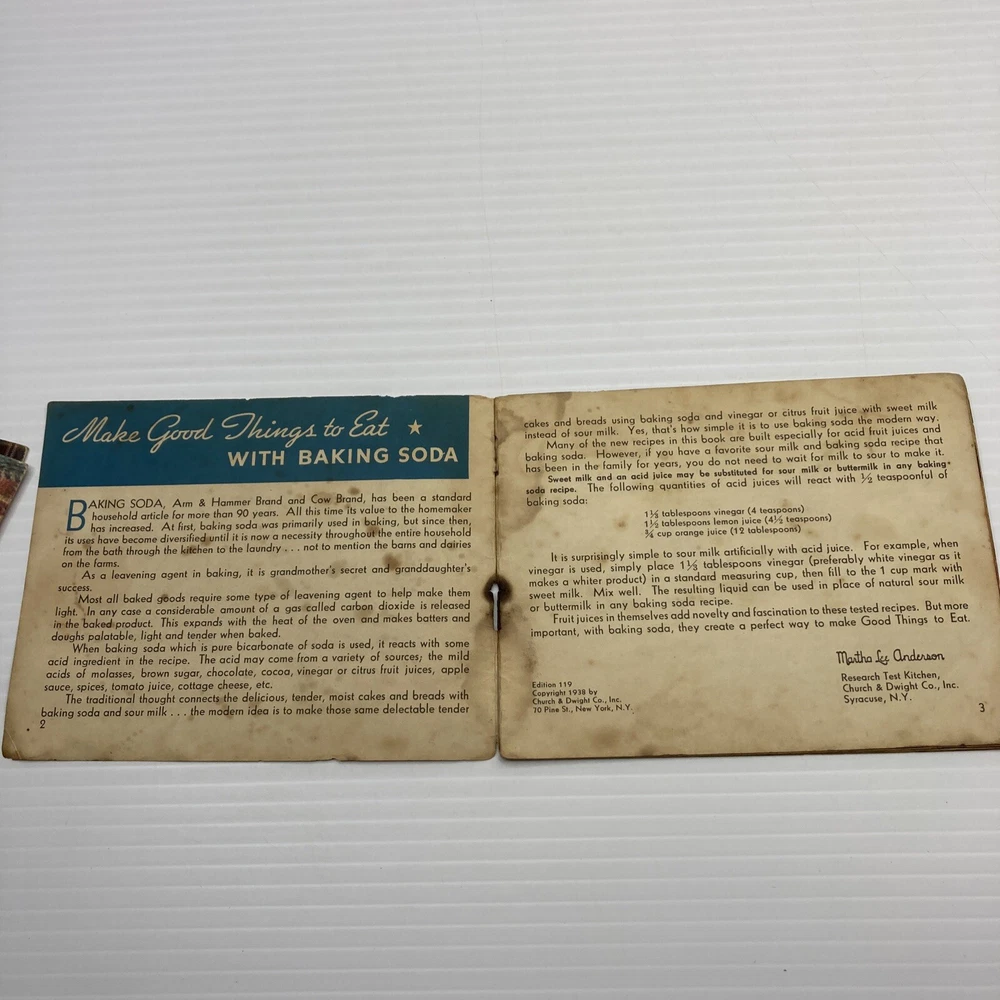 Make Good Things to Eat ★
WITH BAKING SODA
BAKING SODA, Arm & Hammer Brand and Cow Brand, has been a standard
household article for more than 90 years. All this time its value to the homemaker
has increased. At first, baking soda was primarily used in baking, but since then,
its uses have become diversified until it is now a necessity throughout the entire household
from the bath through the kitchen to the laundry . . . not to mention the barns and dairies
on the farms.
As a leavening agent in baking, it is grandmother's secret and granddaughter's
success.
Most all baked goods require some type of leavening agent to help make them
light. In any case a considerable amount of a gas called carbon dioxide is released
in the baked product. This expands with the heat of the oven and makes batters and
doughs palatable, light and tender when baked.
When baking soda which is pure bicarbonate of soda is used, it reacts with some
acid ingredient in the recipe. The acid may come from a variety of sources; the mild
acids of molasses, brown sugar, chocolate, cocoa, vinegar or citrus fruit juices, apple
sauce, spices, tomato juice, cottage cheese, etc.
The traditional thought connects the delicious, tender, moist cakes and breads with
baking soda and sour milk . . . the modern idea is to make those same delectable tender
2
cakes and breads using baking soda and vinegar or citrus fruit juice with sweet milk
instead of sour milk. Yes, that's how simple it is to use baking soda the modern way.
Many of the new recipes in this book are built especially for acid fruit juices and
baking soda. However, if you have a favorite sour milk and baking soda recipe that
has been in the family for years, you do not need to wait for milk to sour to make it.
Sweet milk and an acid juice may be substituted for sour milk or buttermilk in any baking
soda recipe. The following quantities of acid juices will react with ½ teaspoonful of
baking soda:
1⅓ tablespoons vinegar (4 teaspoons)
1½ tablespoons lemon juice (4½ teaspoons)
¾ cup orange juice (12 tablespoons)
It is surprisingly simple to sour milk artificially with acid juice. For example, when
vinegar is used, simply place 1⅓ tablespoons vinegar (preferably white vinegar as it
makes a whiter product) in a standard measuring cup, then fill to the 1 cup mark with
sweet milk. Mix well. The resulting liquid can be used in place of natural sour milk
or buttermilk in any baking soda recipe.
Fruit juices in themselves add novelty and fascination to these tested recipes. But more
important, with baking soda, they create a perfect way to make Good Things to Eat.
Martha Lee Anderson
Research Test Kitchen,
Church & Dwight Co., Inc.
Syracuse, N.Y.
Edition 119
Copyright 1938 by
Church & Dwight Co., Inc.
70 Pine St., New York, N.Y.
3